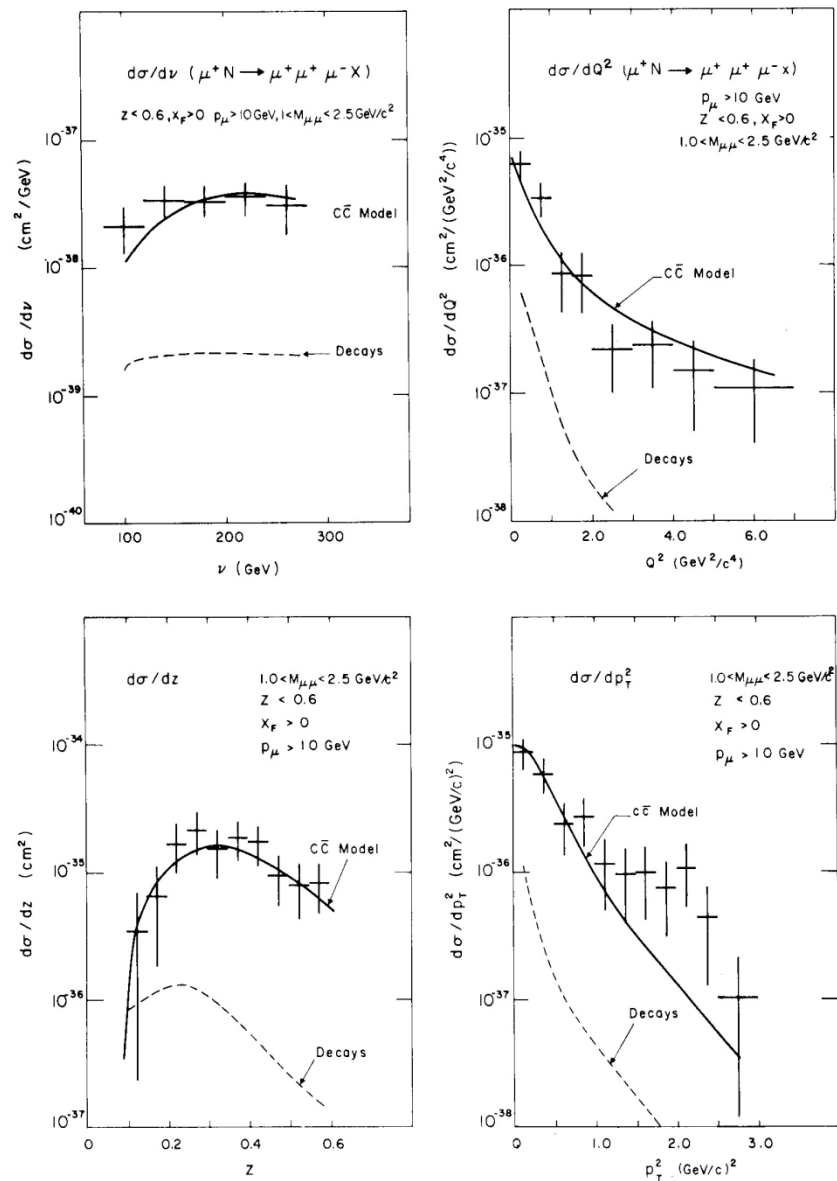 dσ/dν (μ⁺N → μ⁺μ⁺ μ⁻X)
Z < 0.6, X_F > 0 p_μ > 10 GeV, 1 < M_μμ < 2.5 GeV/c²
10⁻³⁷
10⁻³⁸
10⁻³⁹
10⁻⁴⁰
dσ/dν (cm²/GeV)
CC̄ Model
Decays
100 200 300
ν (GeV)
dσ/dQ² (μ⁺N → μ⁺ μ⁺ μ⁻x)
p_μ > 10 GeV
Z < 0.6, X_F > 0
1.0 < M_μμ < 2.5 GeV/c²
10⁻³⁵
10⁻³⁶
10⁻³⁷
10⁻³⁸
dσ/dQ² (cm²/(GeV²/c⁴))
CC̄ Model
Decays
0 2.0 4.0 6.0
Q² (GeV²/c⁴)
dσ/dz
1.0 < M_μμ < 2.5 GeV/c²
Z < 0.6
X_F > 0
p_μ > 10 GeV
10⁻³⁴
10⁻³⁵
10⁻³⁶
10⁻³⁷
dσ/dz (cm²)
CC̄ Model
Decays
0 0.2 0.4 0.6
Z
dσ/dp_T²
1.0 < M_μμ < 2.5 GeV/c²
Z < 0.6
X_F > 0
p_μ > 10 GeV
10⁻³⁵
10⁻³⁶
10⁻³⁷
10⁻³⁸
dσ/dp_T² (cm²/(GeV/c)²)
cc̄ Model
Decays
0 1.0 2.0 3.0
p_T² (GeV/c)²